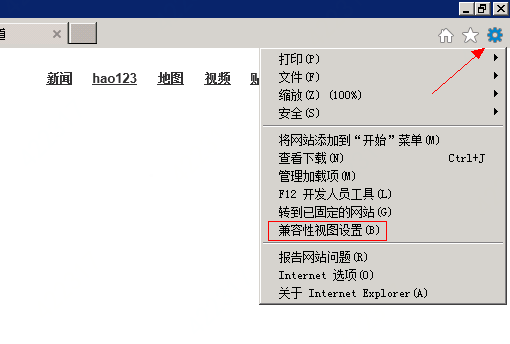 道
新闻 hao123 地图 视频 贴
打印(P)
文件(F)
缩放(Z) (100%)
安全(S)
将网站添加到“开始”菜单(M)
查看下载(N) Ctrl+J
管理加载项(M)
F12 开发人员工具(L)
转到已固定的网站(G)
兼容性视图设置(B)
报告网站问题(R)
Internet 选项(O)
关于 Internet Explorer(A)